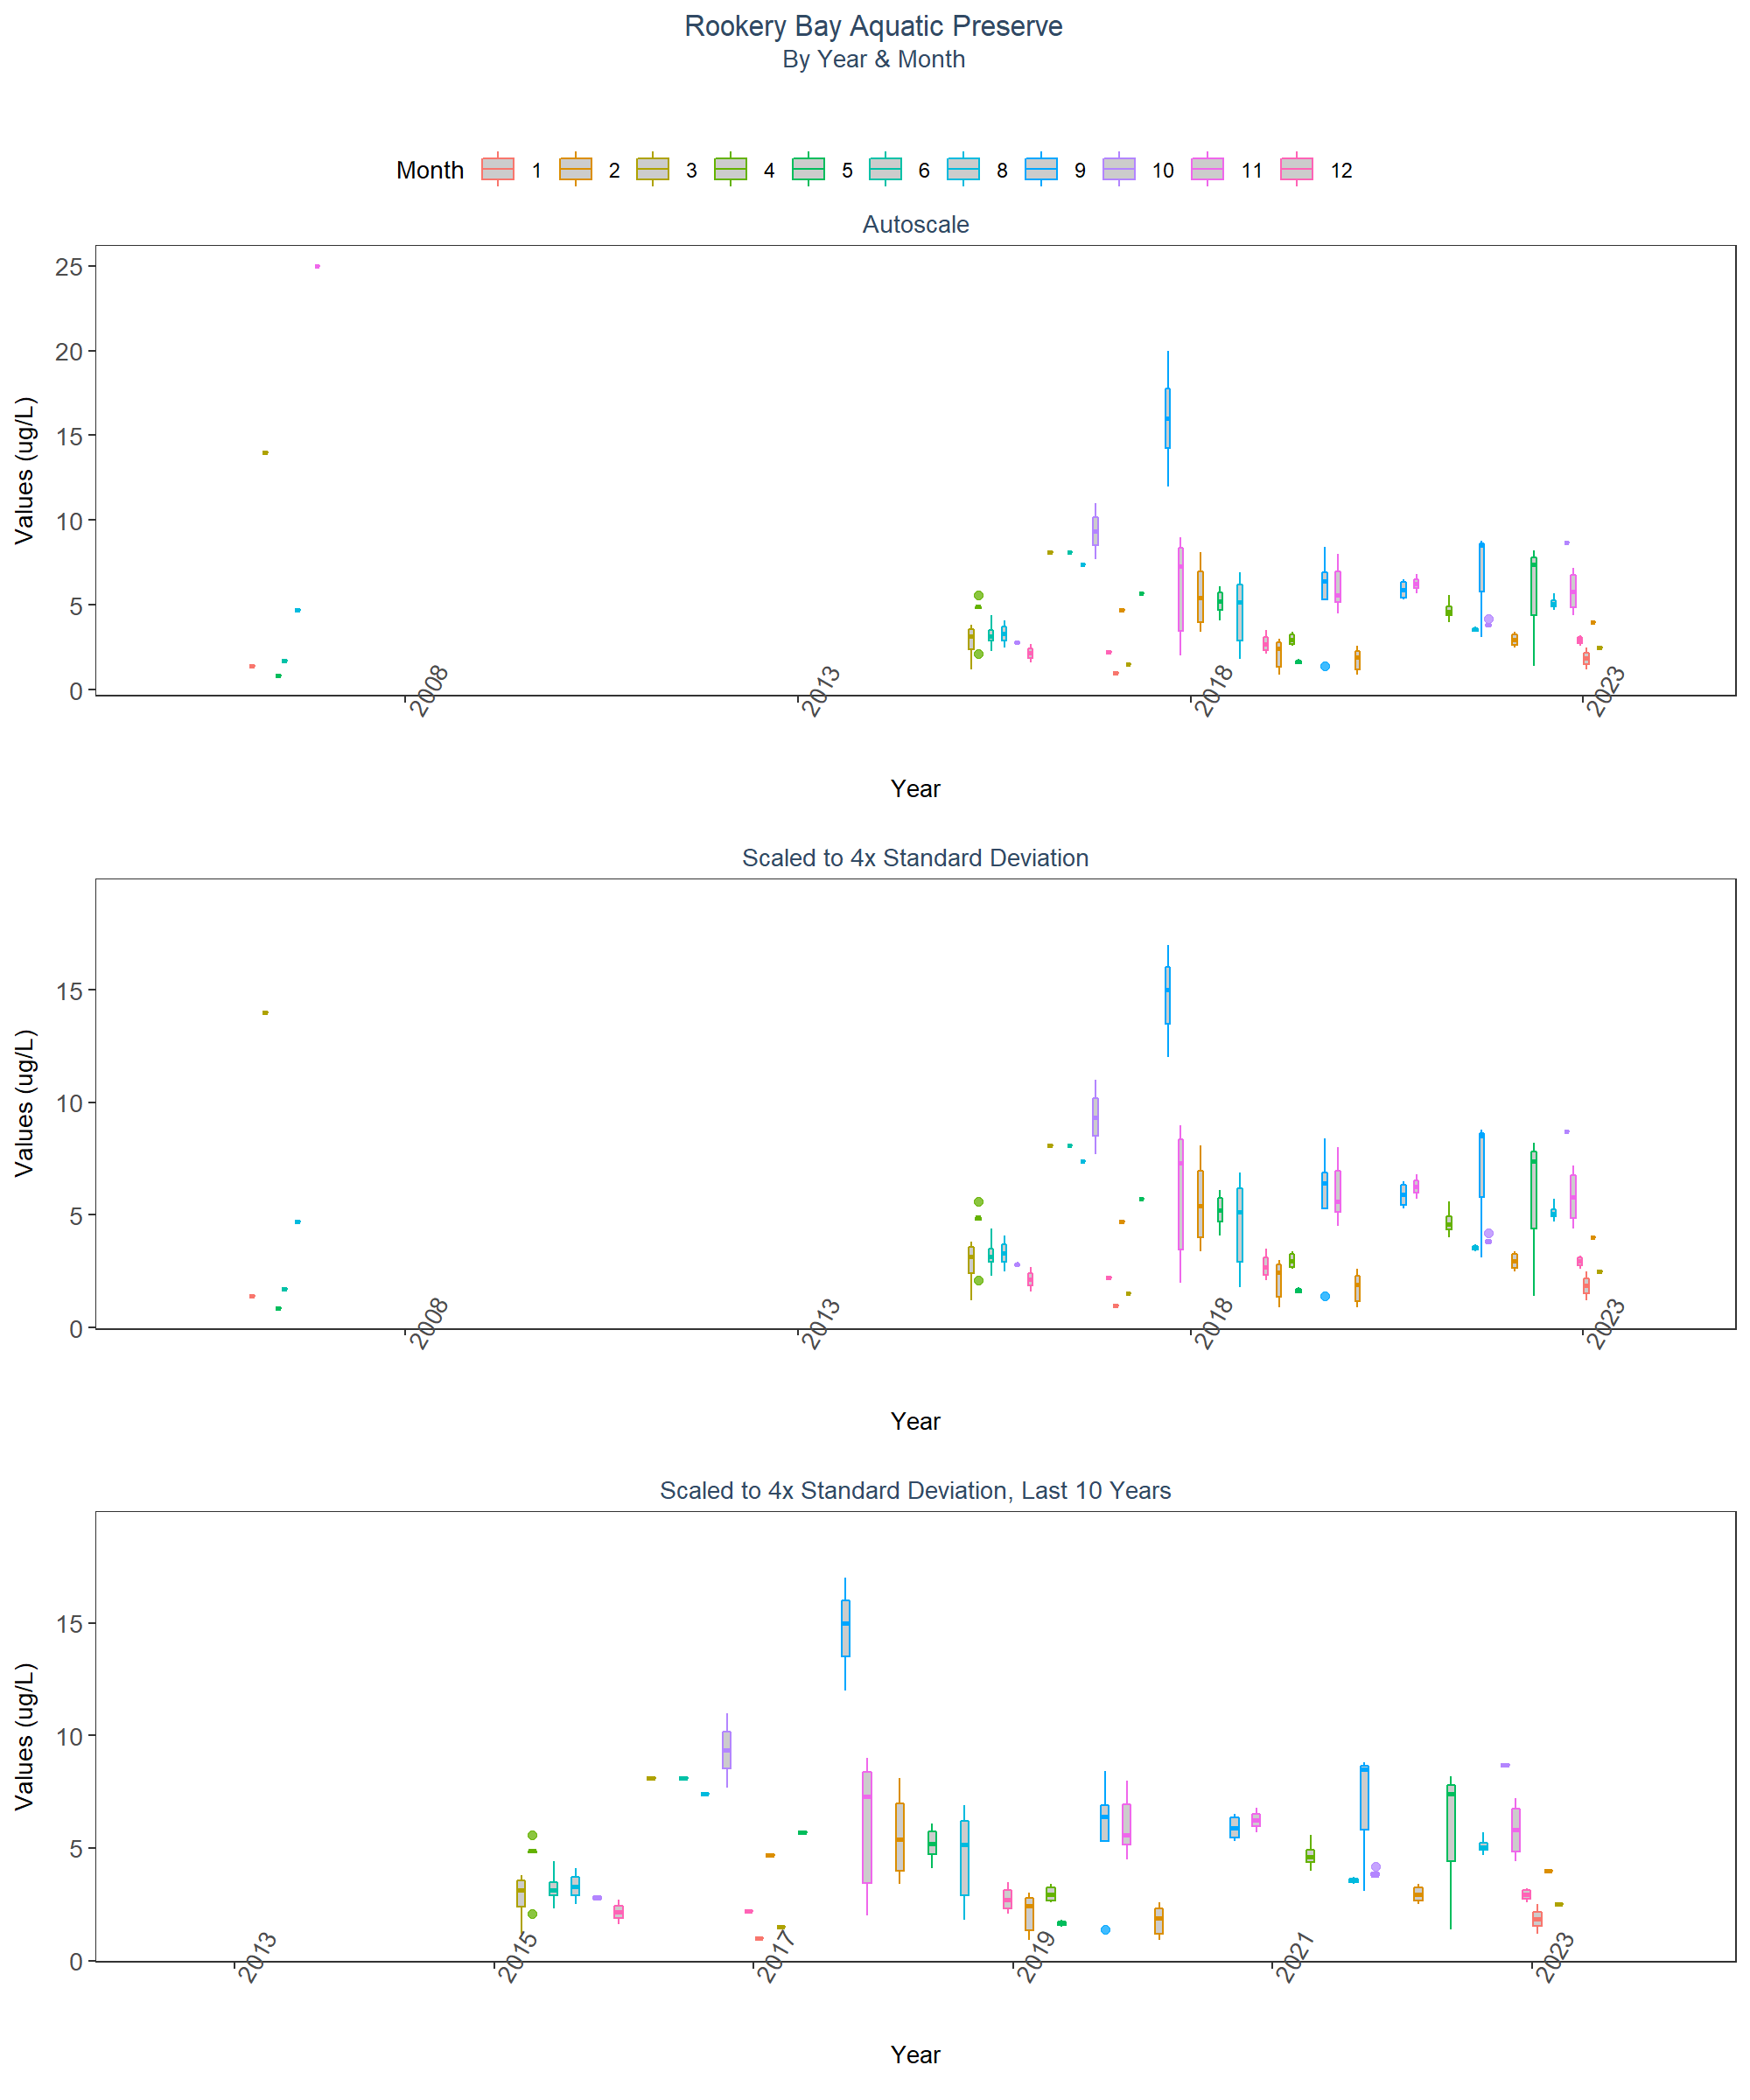 Rookery Bay Aquatic Preserve
By Year & Month
Month 1 2 3 4 5 6 8 9 10 11 12
Autoscale
Values (ug/L)
25
20
15
10
5
0
2008 2013 2018 2023
Year
Scaled to 4x Standard Deviation
Values (ug/L)
15
10
5
0
2008 2013 2018 2023
Year
Scaled to 4x Standard Deviation, Last 10 Years
Values (ug/L)
15
10
5
0
2013 2015 2017 2019 2021 2023
Year